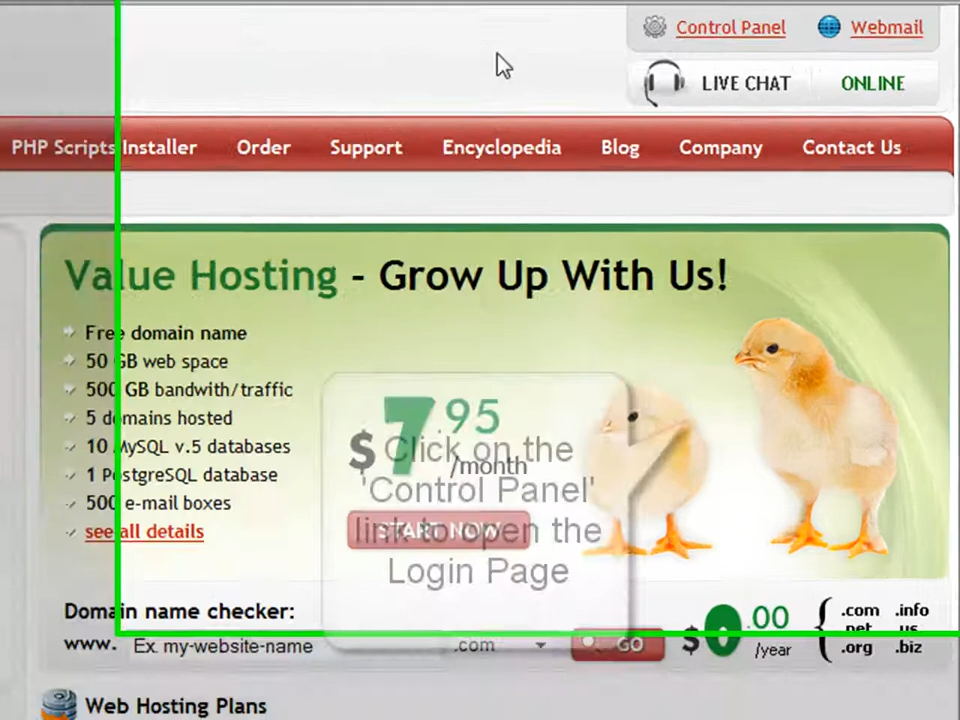 Control Panel
Webmail
LIVE CHAT
ONLINE
PHP Scripts Installer
Order
Support
Encyclopedia
Blog
Company
Contact Us
Value Hosting - Grow Up With Us!
Free domain name
50 GB web space
500 GB bandwith/traffic
5 domains hosted
10 MySQL v.5 databases
1 PostgreSQL database
500 e-mail boxes
see all details
$7.95
/month
START NOW
Click on the
'Control Panel'
link to open the
Login Page
Domain name checker:
www.
Ex. my-website-name
.com
GO
$0.00
/year
.com .info
.net .us
.org .biz
Web Hosting Plans